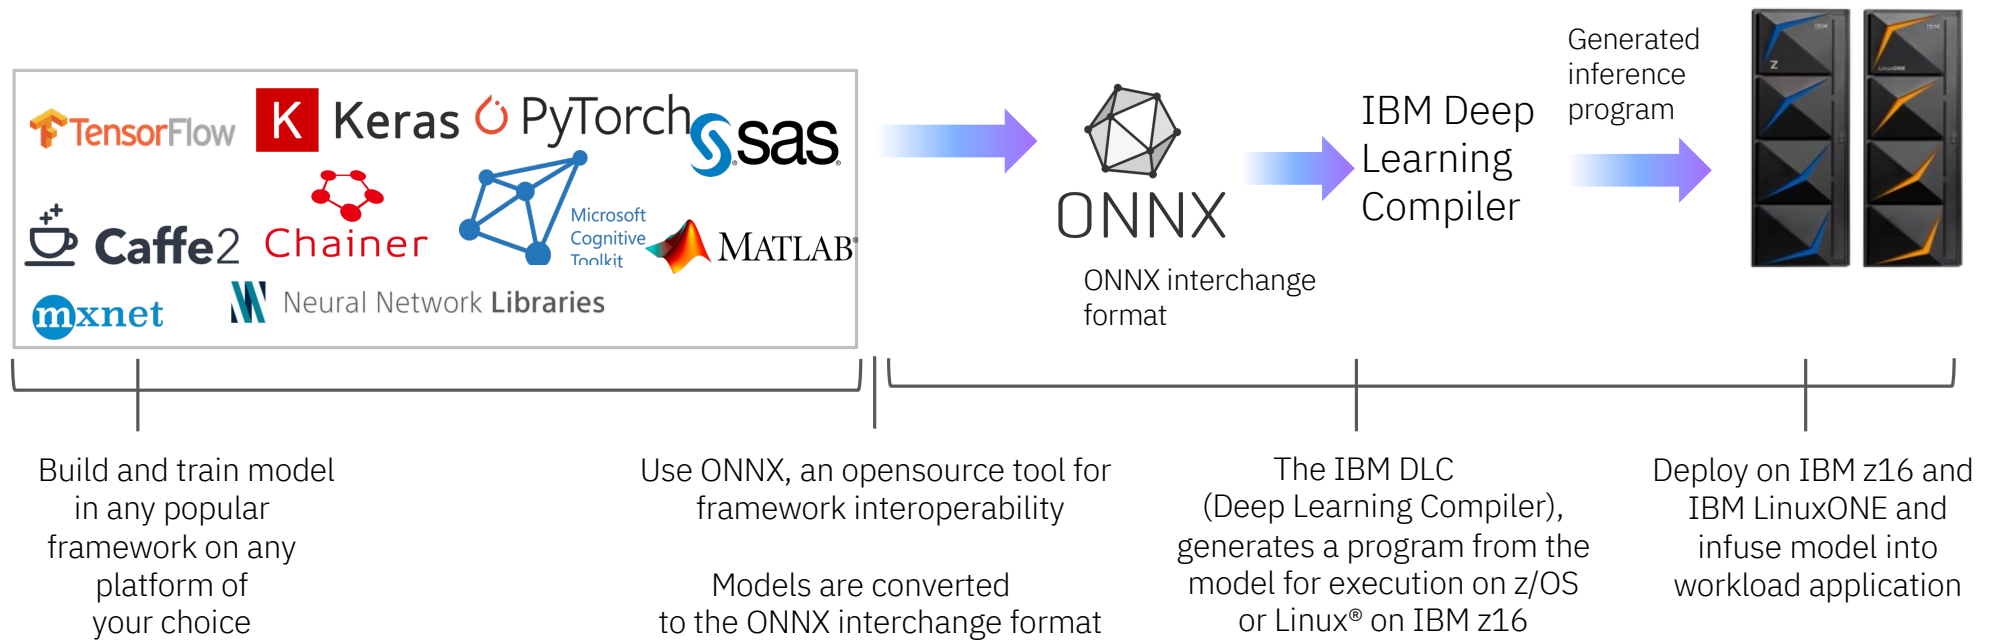 TensorFlow
K Keras
PyTorch
sas
Caffe2
Chainer
Microsoft
Cognitive
Toolkit
MATLAB
mxnet
Neural Network Libraries
ONNX
ONNX interchange
format
IBM Deep
Learning
Compiler
Generated
inference
program
IBM
Z
IBM
LinuxONE
Build and train model
in any popular
framework on any
platform of
your choice
Use ONNX, an opensource tool for
framework interoperability
Models are converted
to the ONNX interchange format
The IBM DLC
(Deep Learning Compiler),
generates a program from the
model for execution on z/OS
or Linux® on IBM z16
Deploy on IBM z16 and
IBM LinuxONE and
infuse model into
workload application